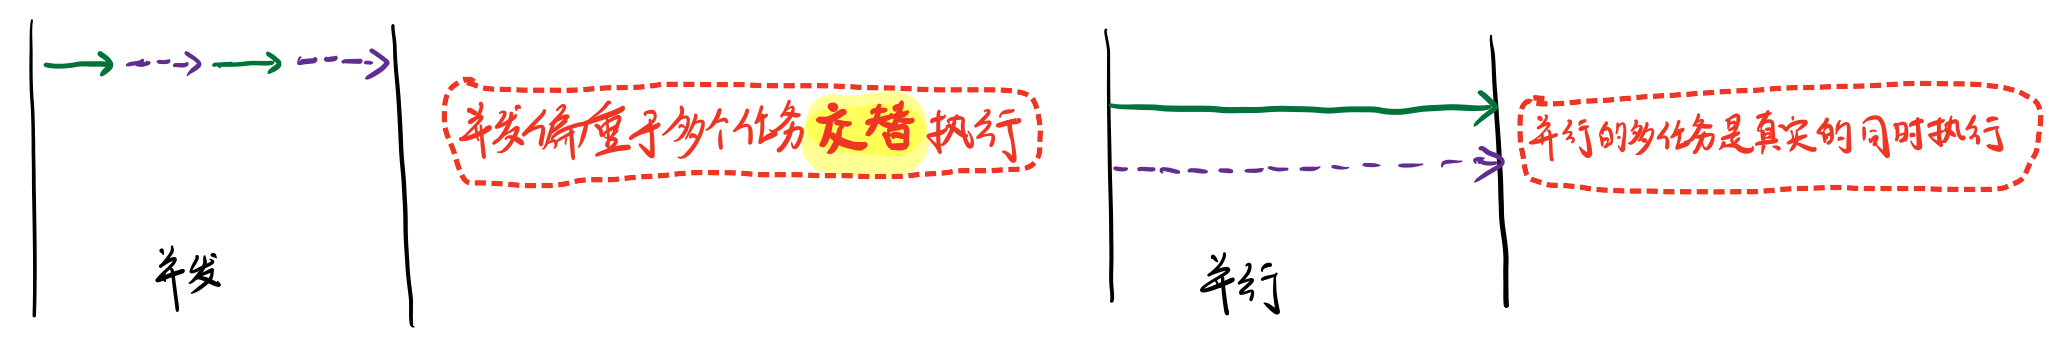 并发偏重于多个任务交替执行
并发
并行的多任务是真实的同时执行
并行